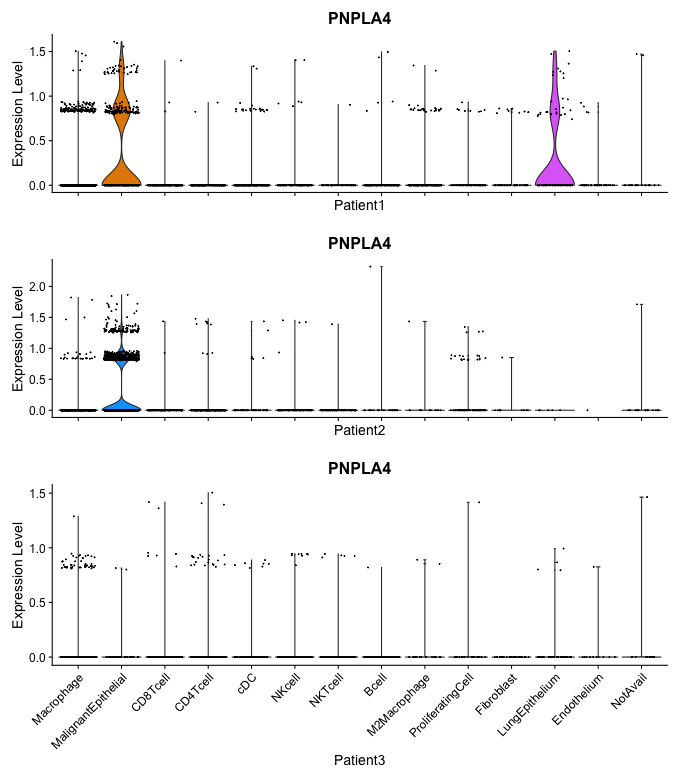 PNPLA4
Expression Level
1.5
1.0
0.5
0.0
Patient1
PNPLA4
Expression Level
2.0
1.5
1.0
0.5
0.0
Patient2
PNPLA4
Expression Level
1.5
1.0
0.5
0.0
Macrophage
MalignantEpithelial
CD8Tcell
CD4Tcell
cDC
NKcell
NKTcell
Bcell
M2Macrophage
ProliferatingCell
Fibroblast
LungEpithelium
Endothelium
NotAvail
Patient3